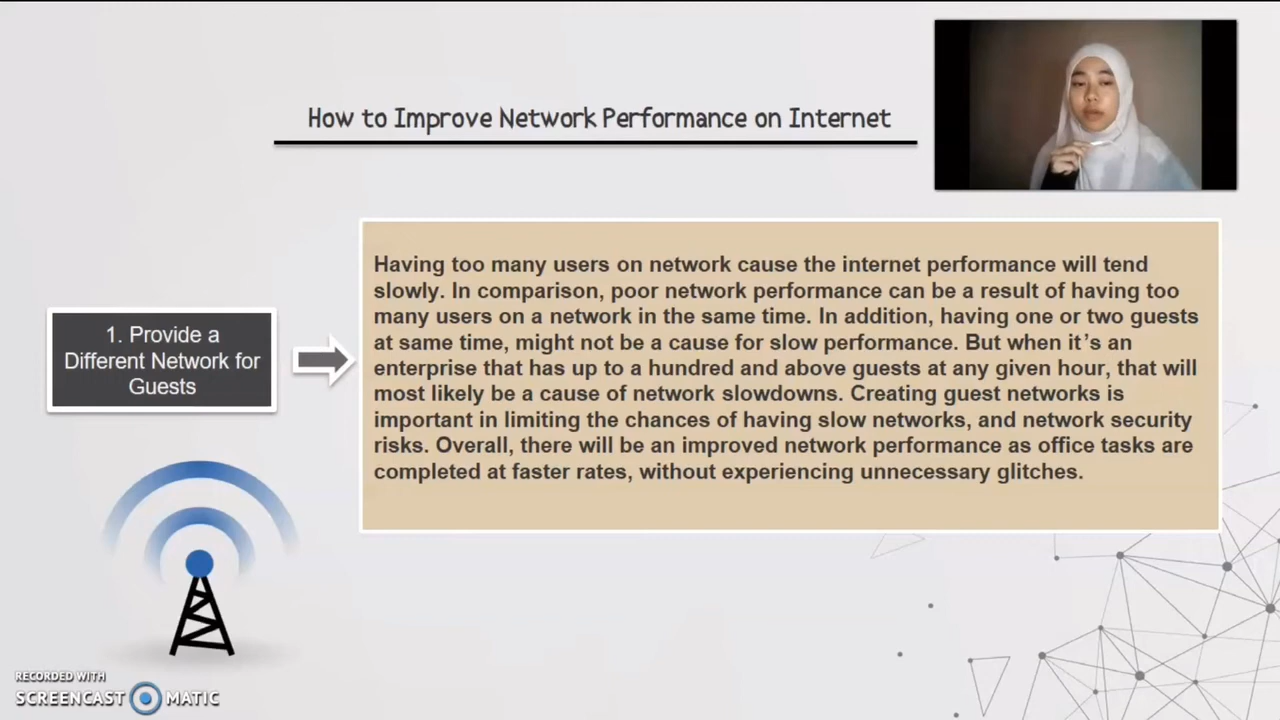 How to Improve Network Performance on Internet
1. Provide a
Different Network for
Guests
Having too many users on network cause the internet performance will tend
slowly. In comparison, poor network performance can be a result of having too
many users on a network in the same time. In addition, having one or two guests
at same time, might not be a cause for slow performance. But when it’s an
enterprise that has up to a hundred and above guests at any given hour, that will
most likely be a cause of network slowdowns. Creating guest networks is
important in limiting the chances of having slow networks, and network security
risks. Overall, there will be an improved network performance as office tasks are
completed at faster rates, without experiencing unnecessary glitches.
RECORDED WITH
SCREENCAST MATIC